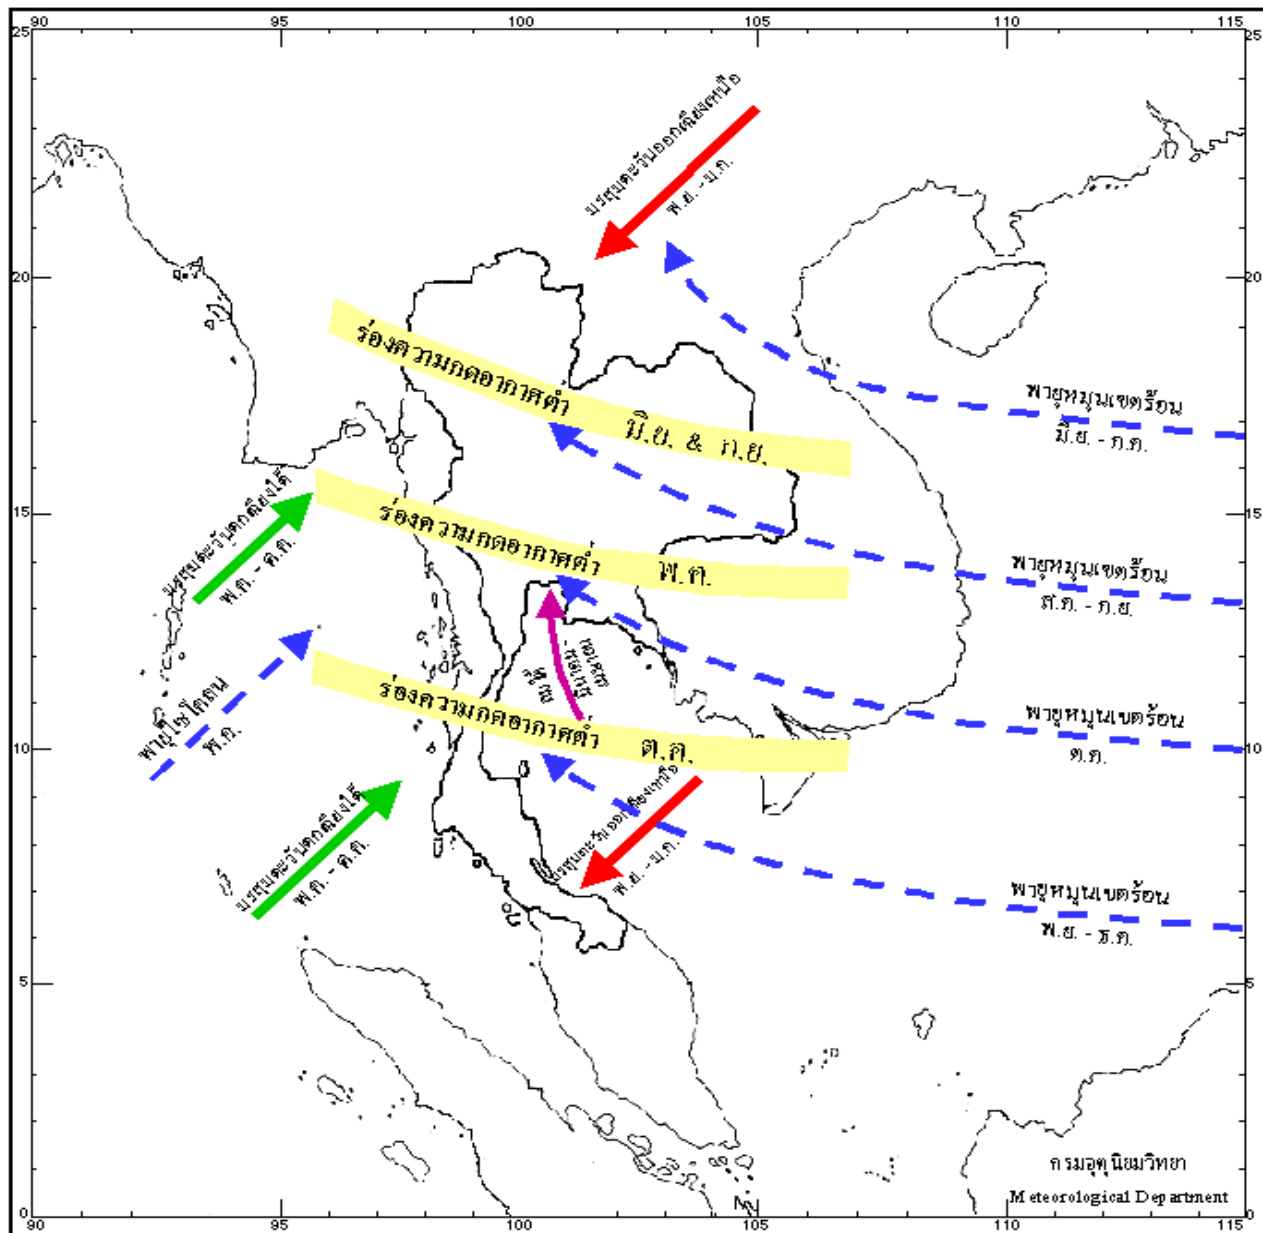 90 95 100 105 110 115
25 25
มรสุมตะวันออกเฉียงเหนือ
พ.ย. - ม.ค.
20 20
ร่องความกดอากาศต่ำ มิ.ย. & ก.ย.
พายุหมุนเขตร้อน
มิ.ย. - ก.ค.
มรสุมตะวันตกเฉียงใต้
พ.ค. - ต.ค.
15 15
ร่องความกดอากาศต่ำ พ.ค.
พายุหมุนเขตร้อน
ส.ค. - ก.ย.
พายุไซโคลน
พ.ค.
ร่องความกดอากาศต่ำ ต.ค.
พายุหมุนเขตร้อน
ต.ค.
10 10
มรสุมตะวันตกเฉียงใต้
พ.ค. - ต.ค.
มรสุมตะวันออกเฉียงเหนือ
พ.ย. - ม.ค.
พายุหมุนเขตร้อน
พ.ย. - ธ.ค.
5 5
กรมอุตุนิยมวิทยา
Meteorological Department
0 0
90 95 100 105 110 115